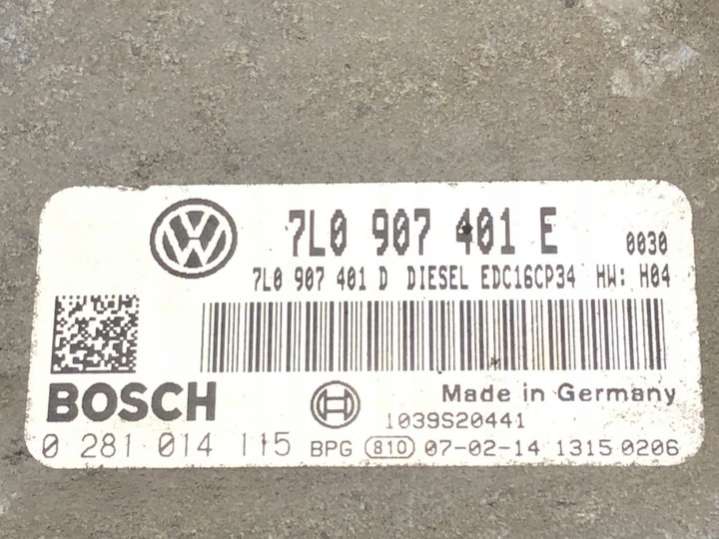 7L0 907 401 E 0030
7L0 907 401 D DIESEL EDC16CP34 HW: H04
BOSCH Made in Germany
1039S20441
0 281 014 115 BPG 810 07-02-14 1315 0206